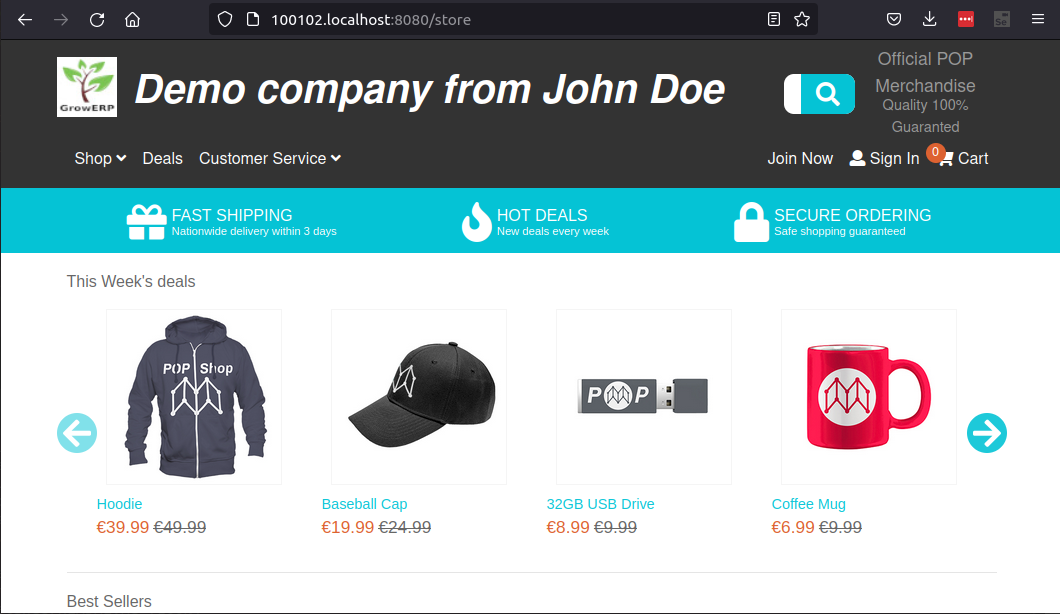 100102.localhost:8080/store
Se
GrowERP
Demo company from John Doe
Official POP
Merchandise
Quality 100%
Guaranted
Shop
Deals
Customer Service
Join Now
Sign In
0
Cart
FAST SHIPPING
Nationwide delivery within 3 days
HOT DEALS
New deals every week
SECURE ORDERING
Safe shopping guaranteed
This Week's deals
POP Shop
POP
Hoodie
€39.99 €49.99
Baseball Cap
€19.99 €24.99
32GB USB Drive
€8.99 €9.99
Coffee Mug
€6.99 €9.99
Best Sellers